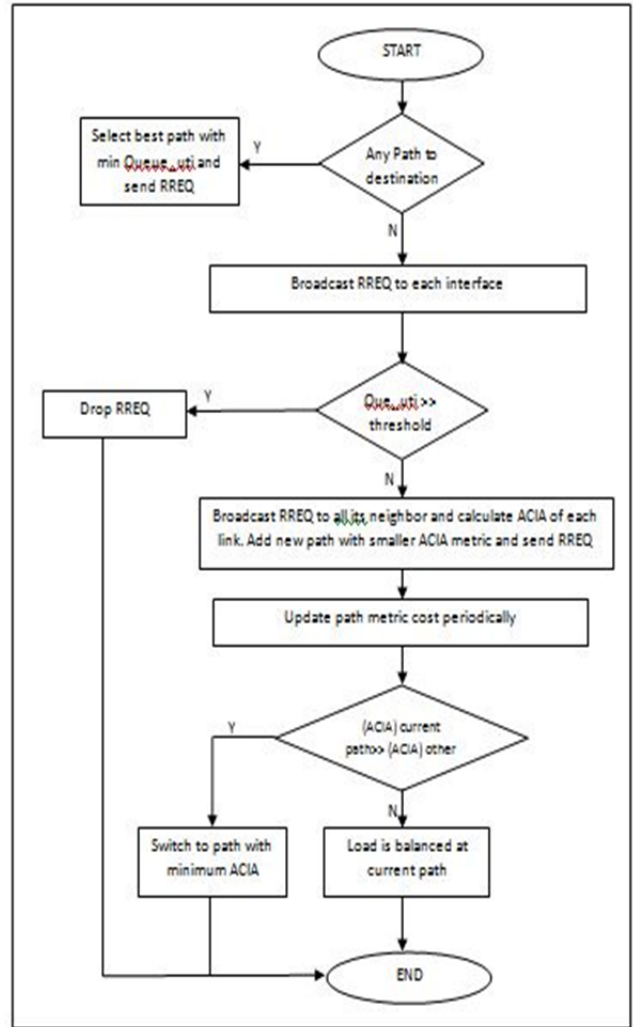 START
Any Path to
destination
Y
Select best path with
min Queue_uti and
send RREQ
N
Broadcast RREQ to each interface
Que_uti >>
threshold
Y
Drop RREQ
N
Broadcast RREQ to all its neighbor and calculate ACIA of each
link. Add new path with smaller ACIA metric and send RREQ
Update path metric cost periodically
(ACIA) current
path>> (ACIA) other
Y
N
Switch to path with
minimum ACIA
Load is balanced at
current path
END